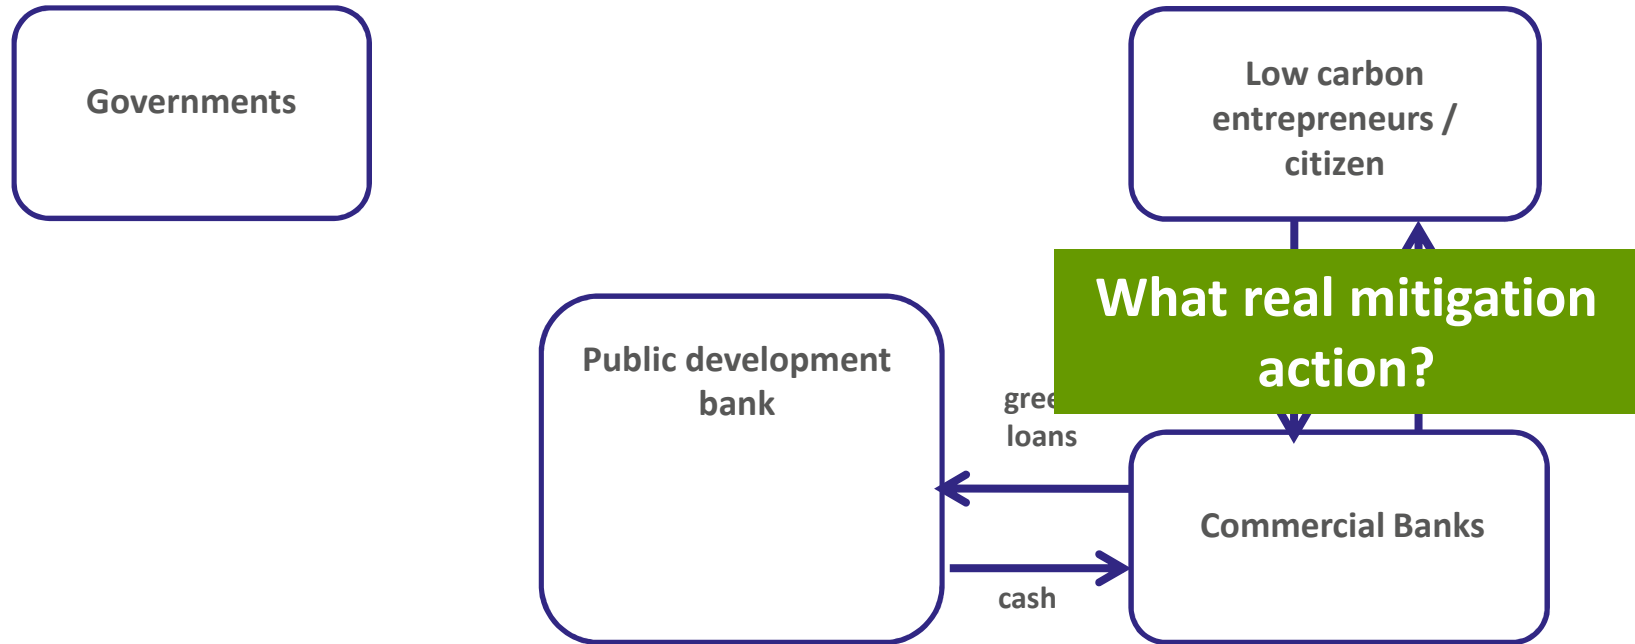 Governments
Low carbon
entrepreneurs /
citizen
What real mitigation
action?
Public development
bank
loans
Commercial Banks
cash